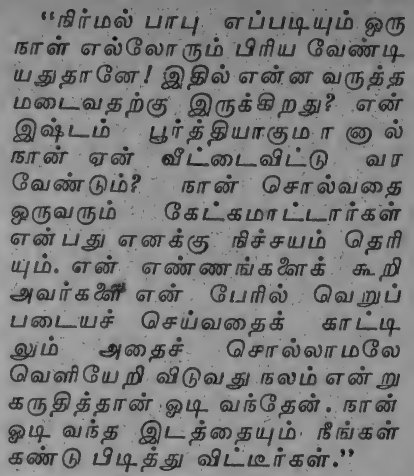 “நிர்மல் பாபு எப்படியும் ஒரு
நாள் எல்லோரும் பிரிய வேண்டி
யதுதானே! இதில் என்ன வருத்த
மடைவதற்கு இருக்கிறது? என்
இஷ்டம் பூர்த்தியாகுமானால்
நான் ஏன் வீட்டைவிட்டு வர
வேண்டும்? நான் சொல்வதை
ஒருவரும் கேட்கமாட்டார்கள்
என்பது எனக்கு நிச்சயம் தெரி
யும். என் எண்ணங்களைக் கூறி
அவர்களை என் பேரில் வெறுப்
படையச் செய்வதைக் காட்டி
லும் அதைச் சொல்லாமலே
வெளியேறி விடுவது நலம் என்று
கருதித்தான் ஓடி வந்தேன். நான்
ஓடி வந்த இடத்தையும் நீங்கள்
கண்டு பிடித்து விட்டீர்கள்.”